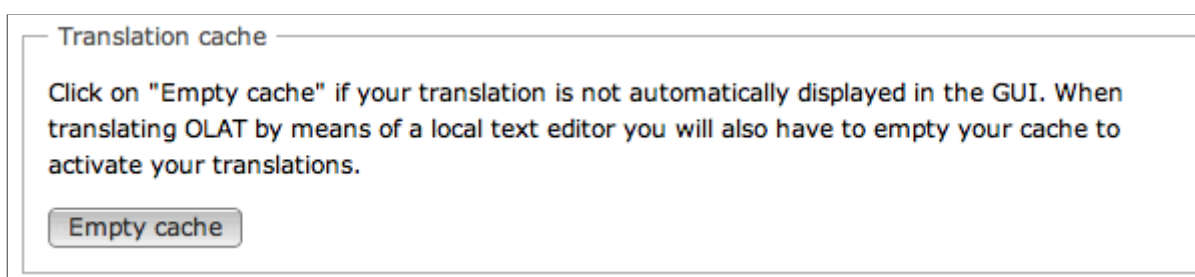 Translation cache
Click on "Empty cache" if your translation is not automatically displayed in the GUI. When
translating OLAT by means of a local text editor you will also have to empty your cache to
activate your translations.
Empty cache